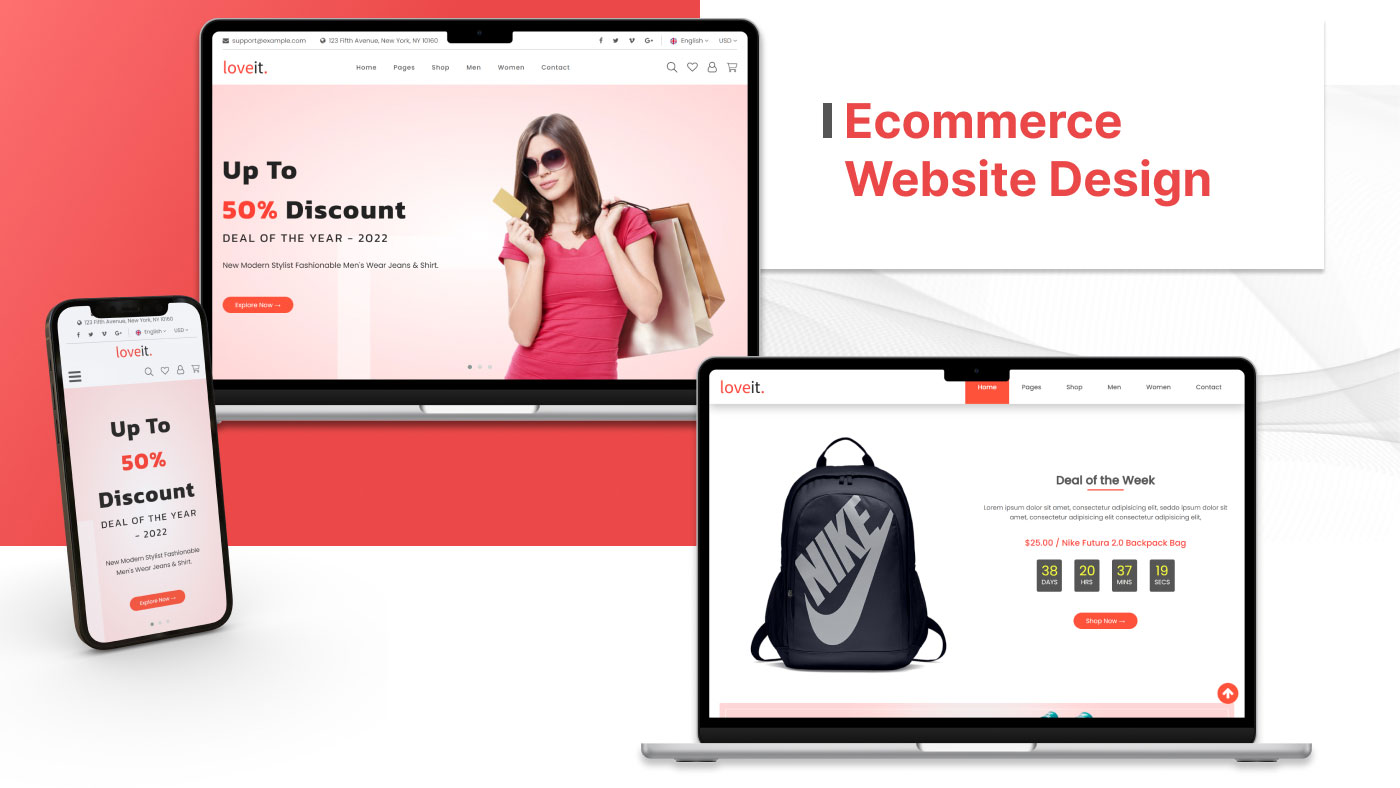 support@example.com 123 Fifth Avenue, New York, NY 10160 English USD
loveit. Home Pages Shop Men Women Contact
Up To
50% Discount
DEAL OF THE YEAR - 2022
New Modern Stylist Fashionable Men's Wear Jeans & Shirt.
Explore Now →
Ecommerce
Website Design
123 Fifth Avenue, New York, NY 10160
English USD
loveit.
Up To
50%
Discount
DEAL OF THE YEAR
- 2022
New Modern Stylist Fashionable
Men's Wear Jeans & Shirt.
Explore Now →
loveit. Home Pages Shop Men Women Contact
NIKE
Deal of the Week
Lorem ipsum dolor sit amet, consectetur adipisicing elit, seddo ipsum dolor sit
amet, consectetur adipisicing elit consectetur adipisicing elit,
$25.00 / Nike Futura 2.0 Backpack Bag
38 20 37 19
DAYS HRS MINS SECS
Shop Now →